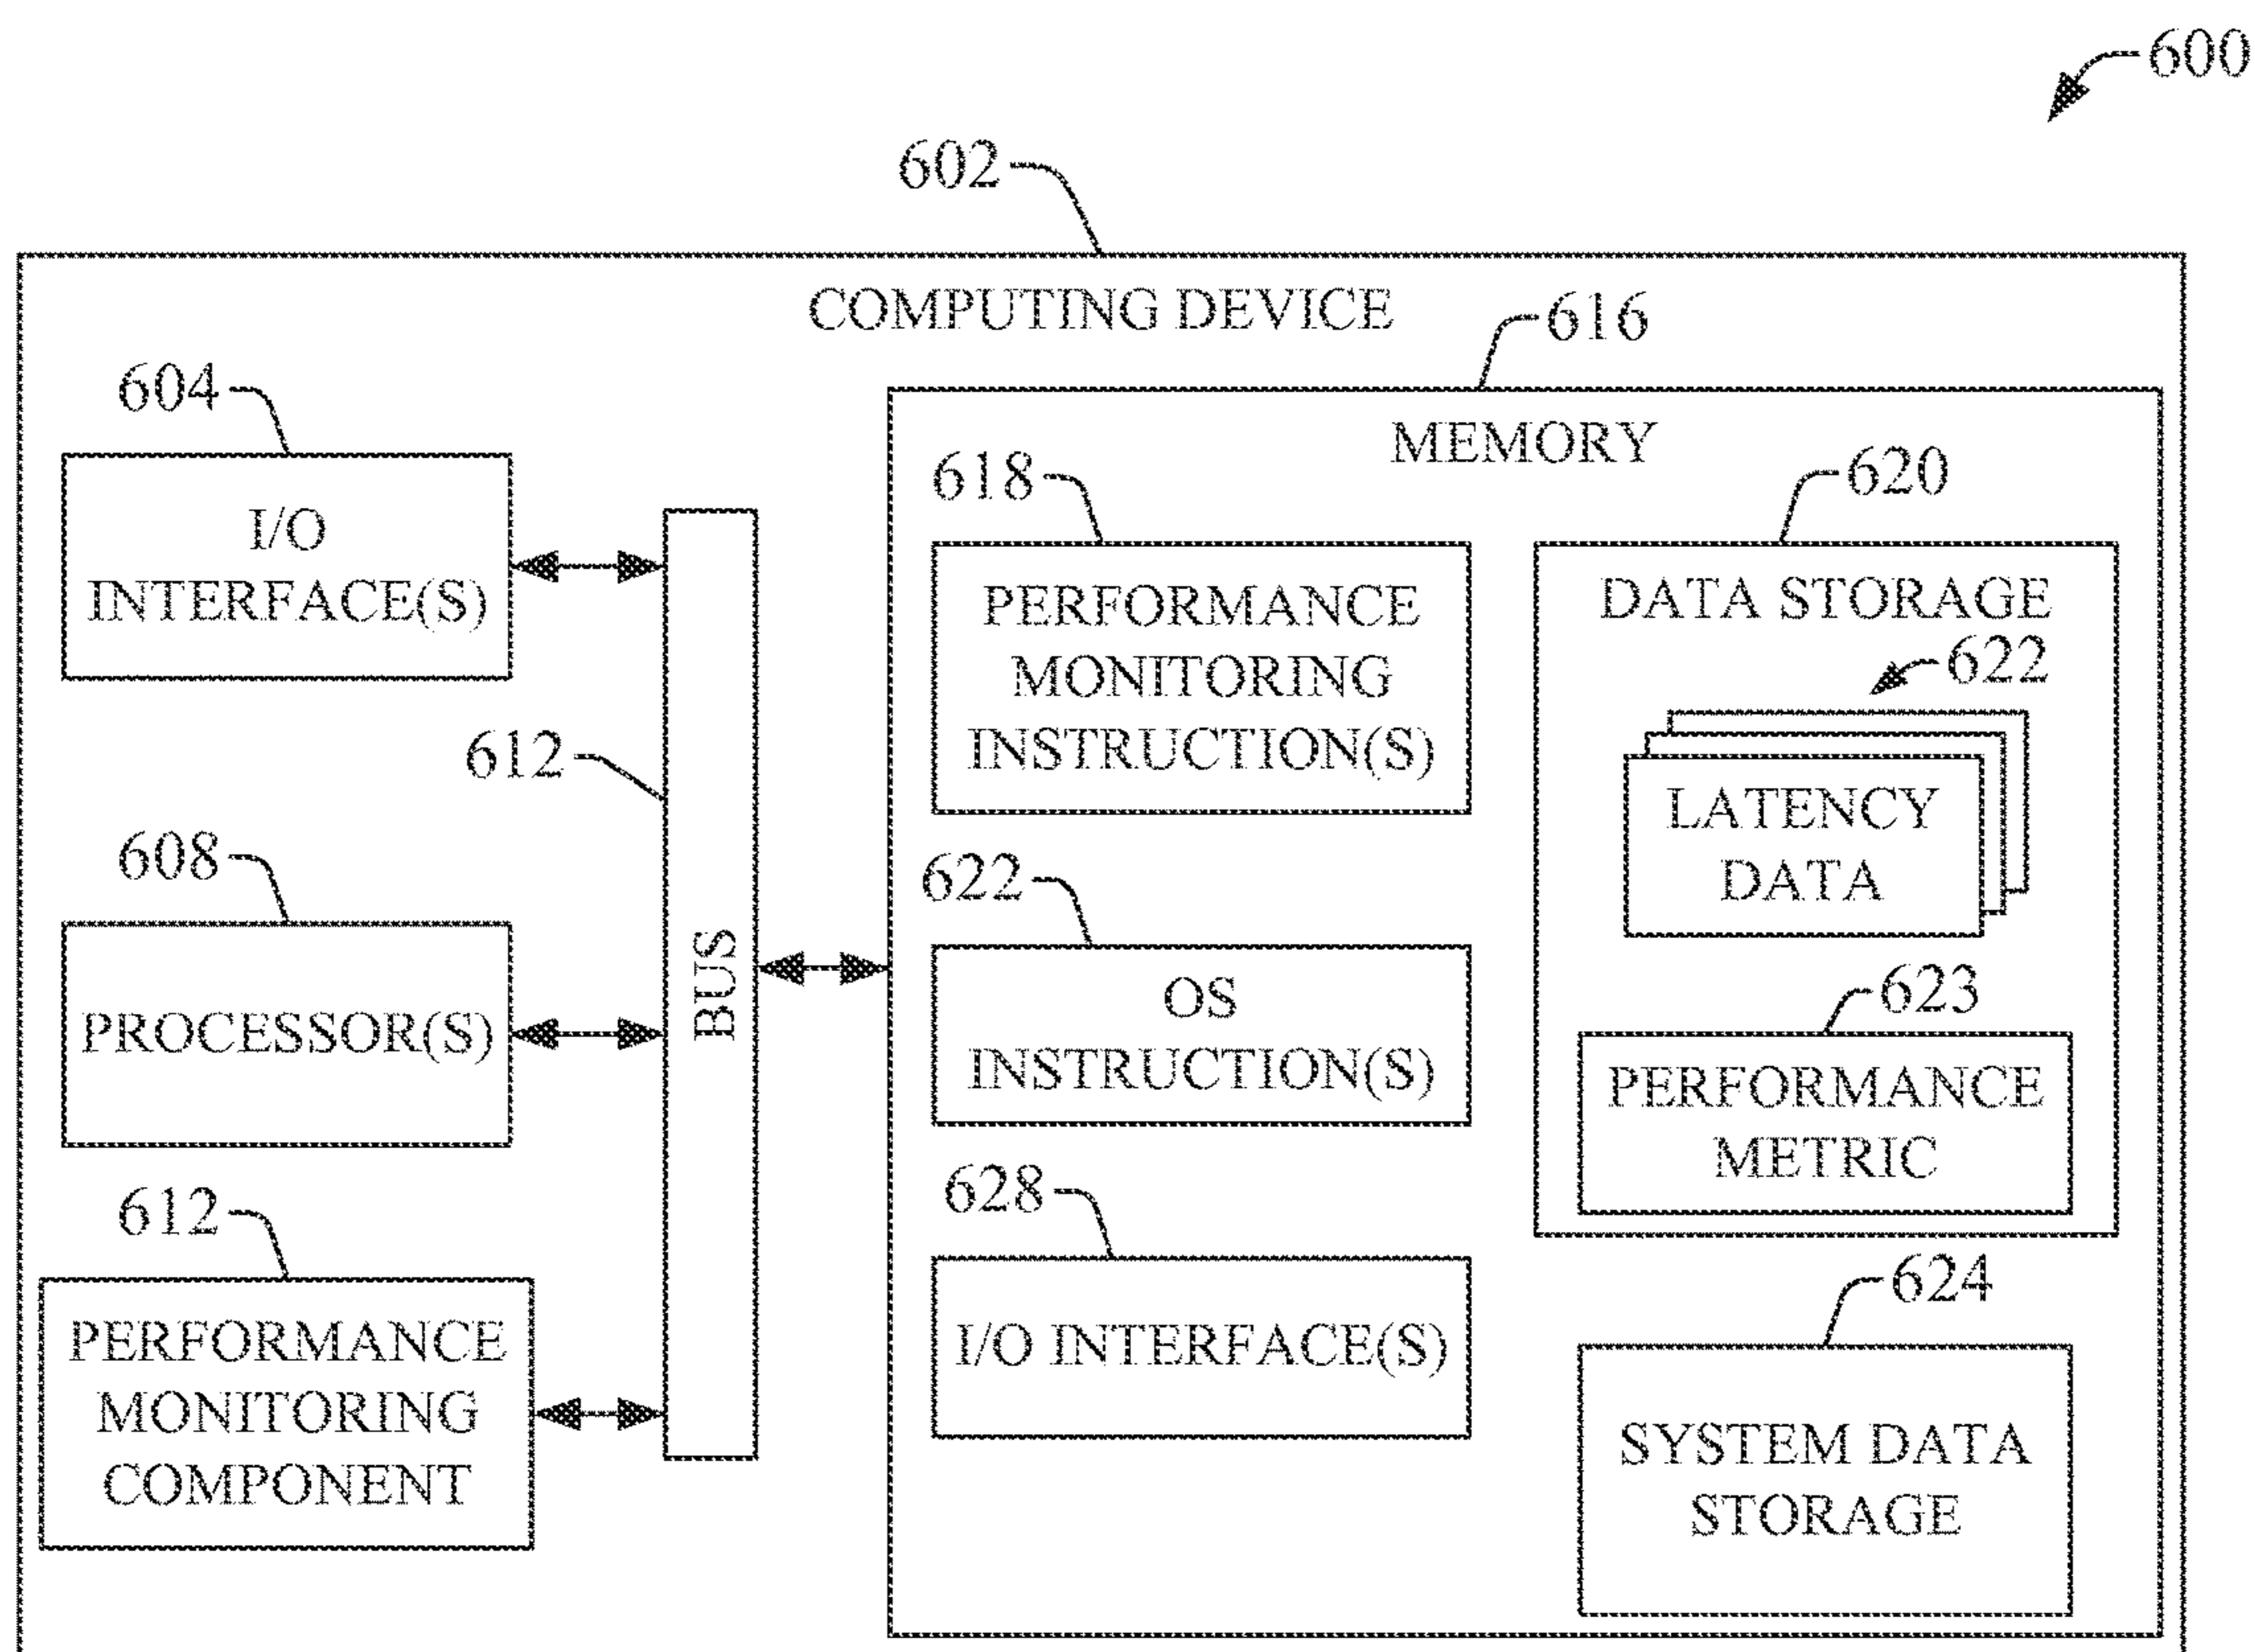 600
602
COMPUTING DEVICE
616
604
I/O
INTERFACE(S)
612
BUS
608
PROCESSOR(S)
612
PERFORMANCE
MONITORING
COMPONENT
MEMORY
618
PERFORMANCE
MONITORING
INSTRUCTION(S)
622
OS
INSTRUCTION(S)
628
I/O INTERFACE(S)
620
DATA STORAGE
622
LATENCY
DATA
623
PERFORMANCE
METRIC
624
SYSTEM DATA
STORAGE